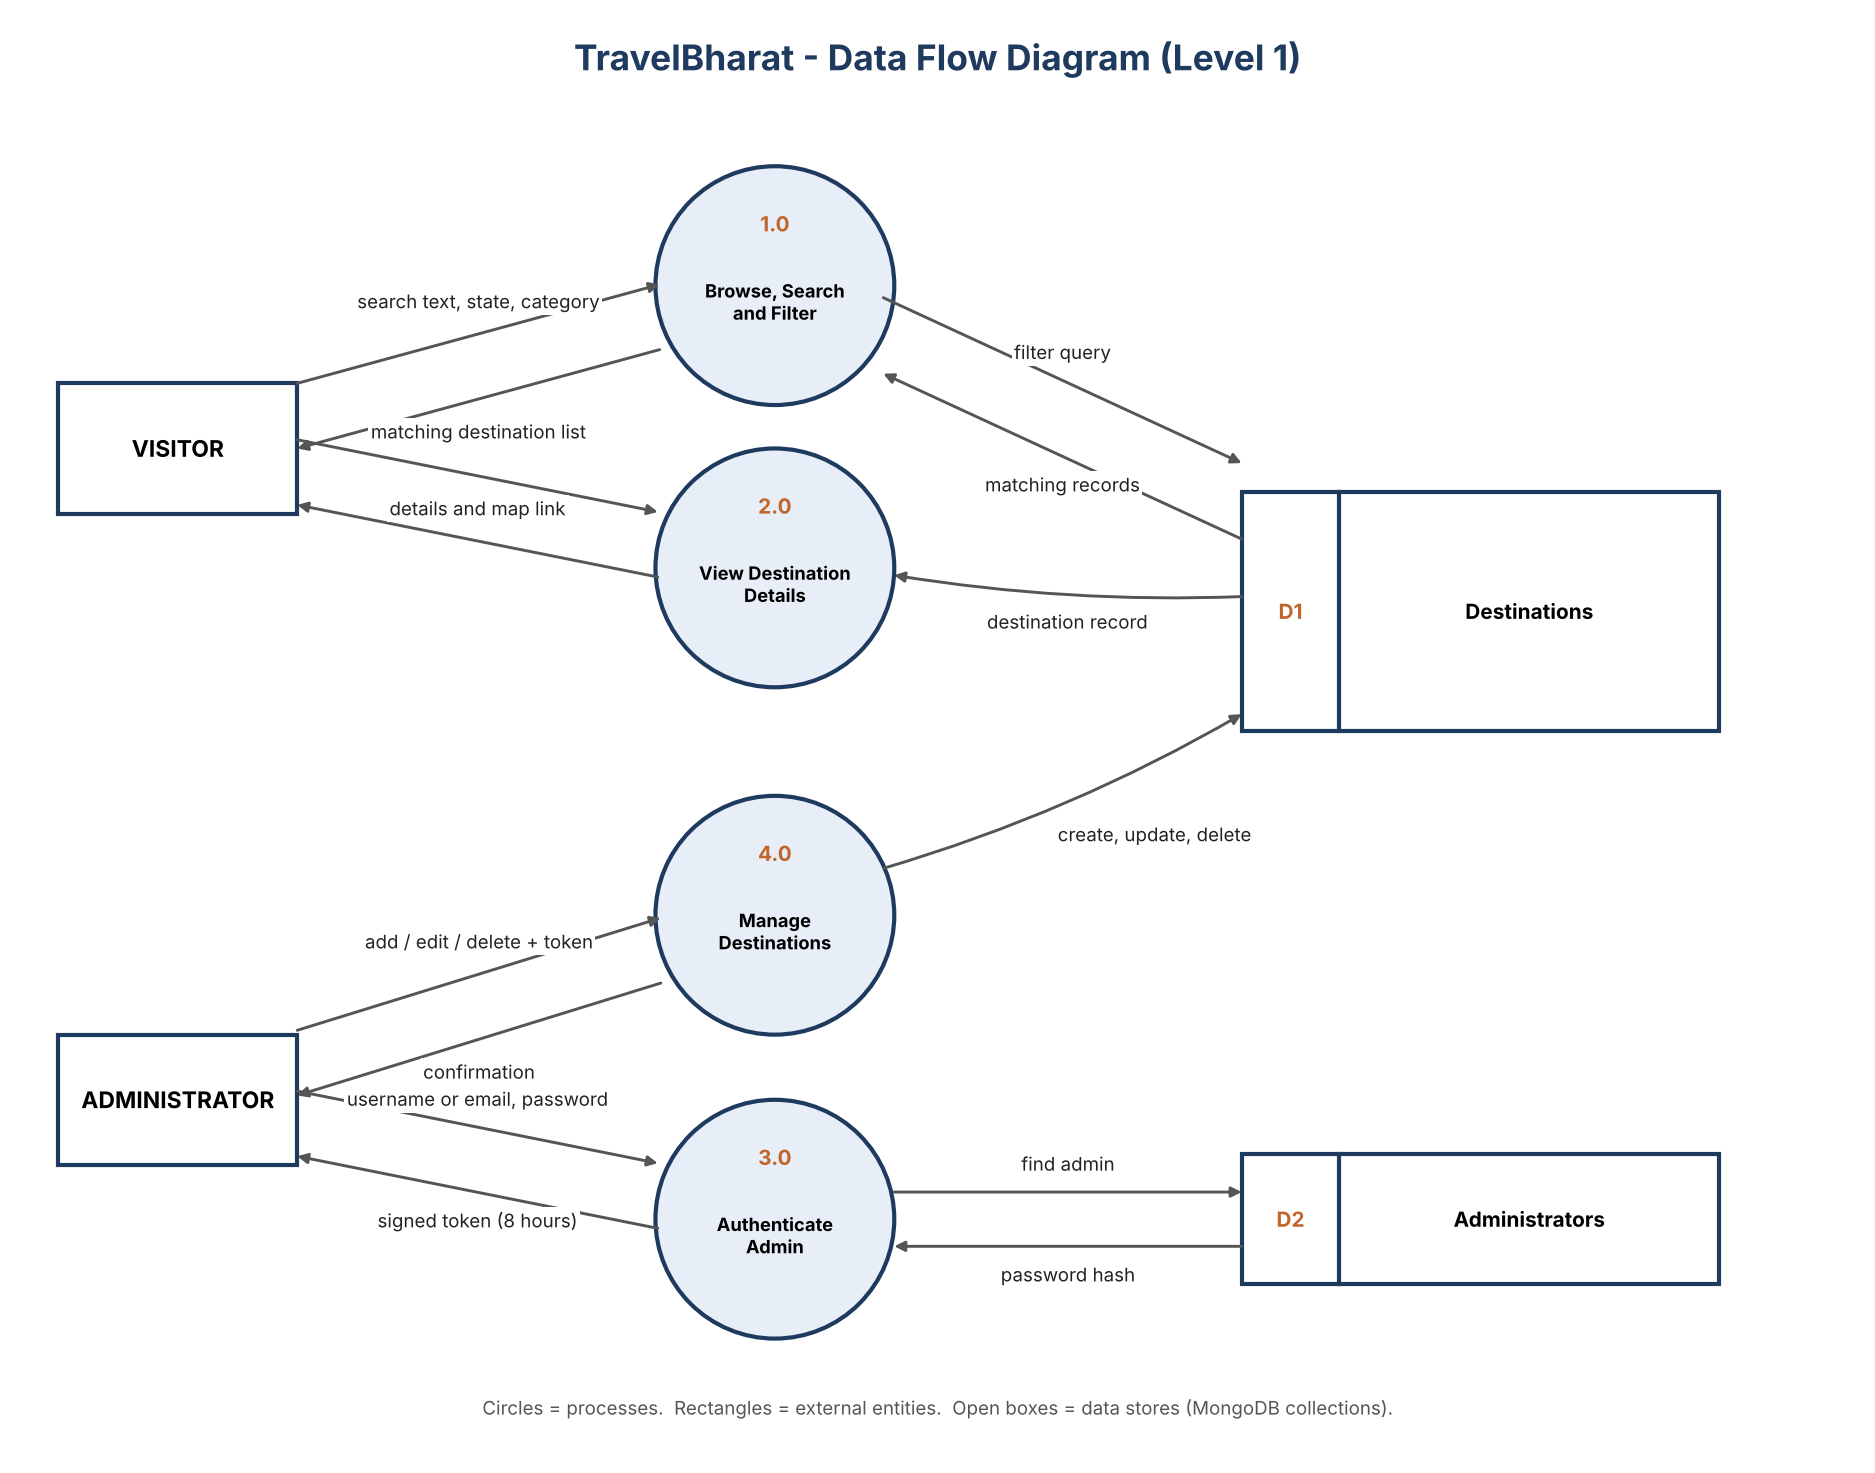 TravelBharat - Data Flow Diagram (Level 1)
1.0
Browse, Search
and Filter
search text, state, category
filter query
VISITOR
matching destination list
matching records
details and map link
2.0
View Destination
Details
destination record
D1
Destinations
4.0
Manage
Destinations
create, update, delete
add / edit / delete + token
ADMINISTRATOR
confirmation
username or email, password
3.0
Authenticate
Admin
signed token (8 hours)
find admin
password hash
D2
Administrators
Circles = processes.  Rectangles = external entities.  Open boxes = data stores (MongoDB collections).